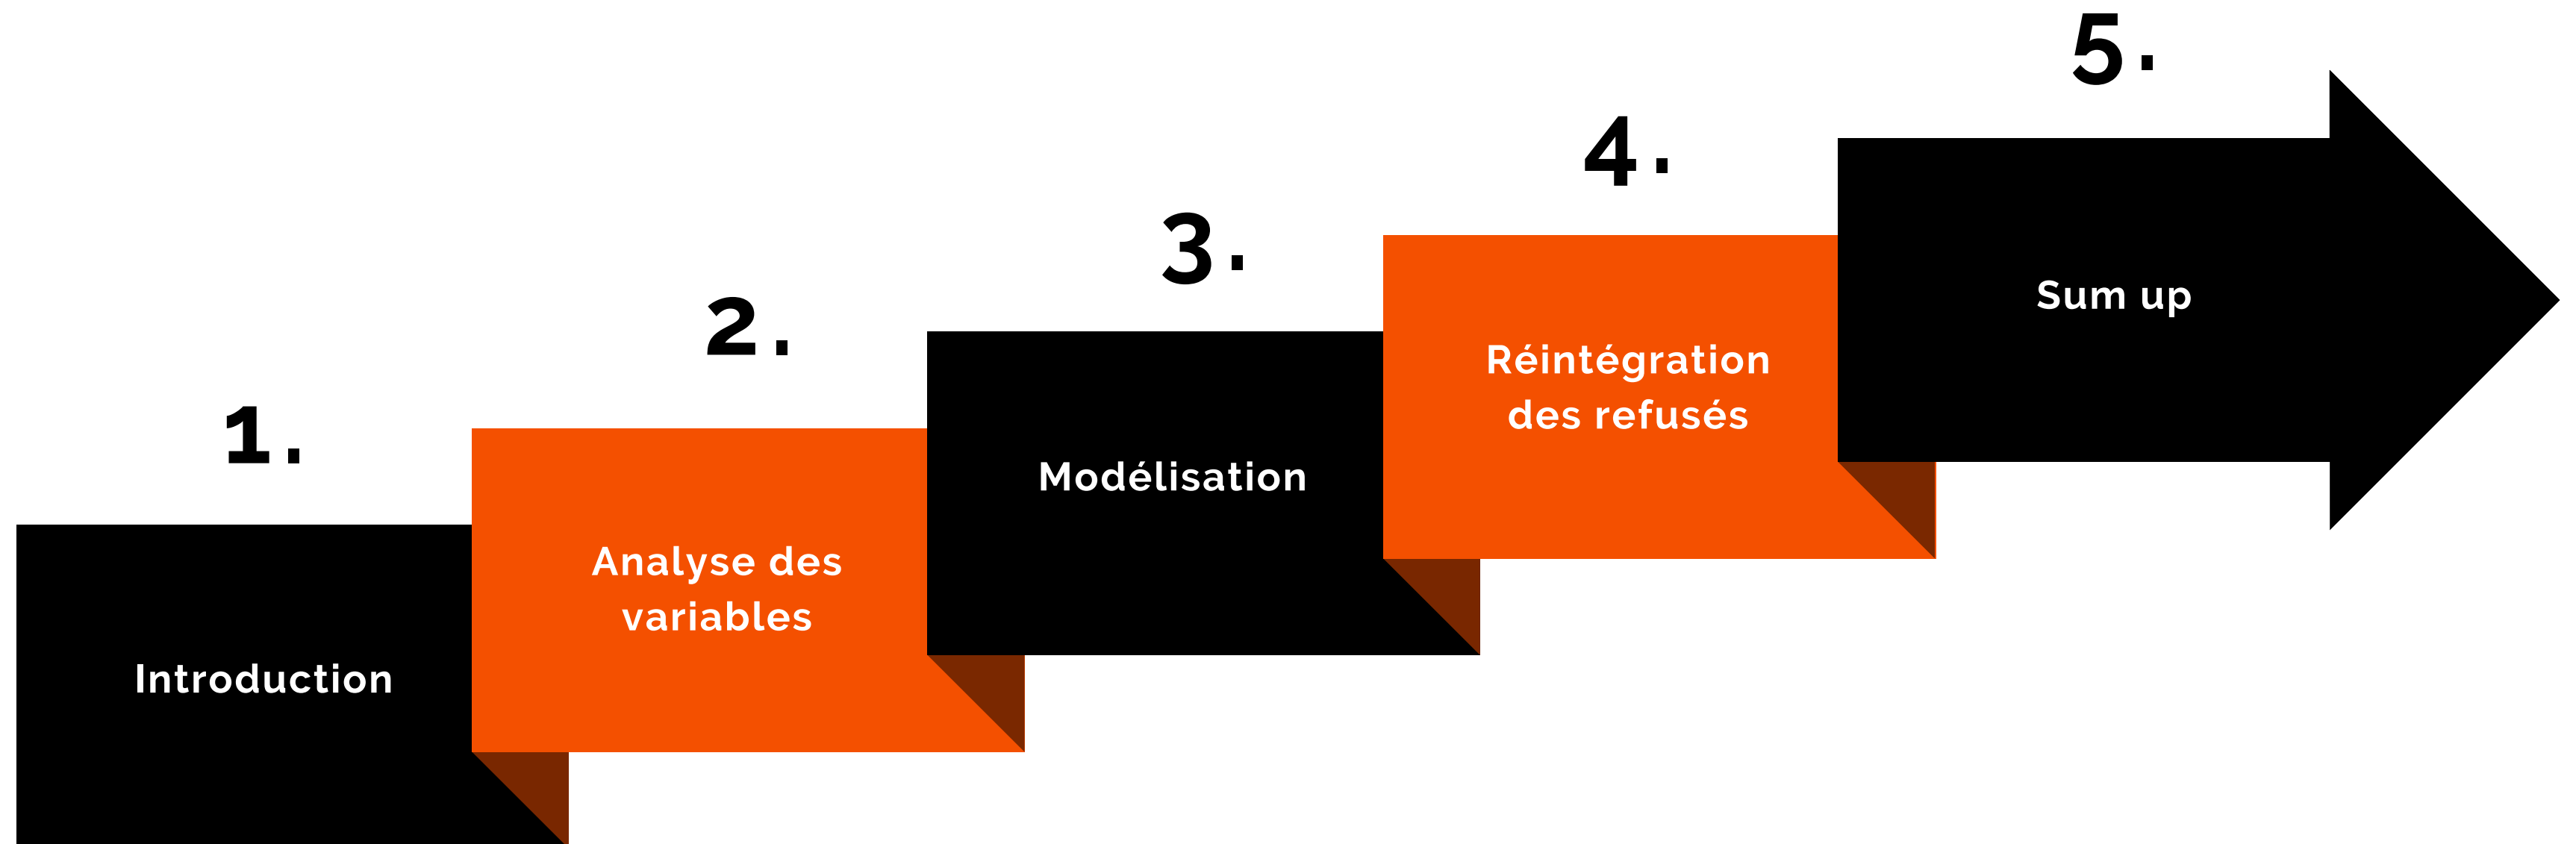 1.
Introduction
2.
Analyse des
variables
3.
Modélisation
4.
Réintégration
des refusés
5.
Sum up